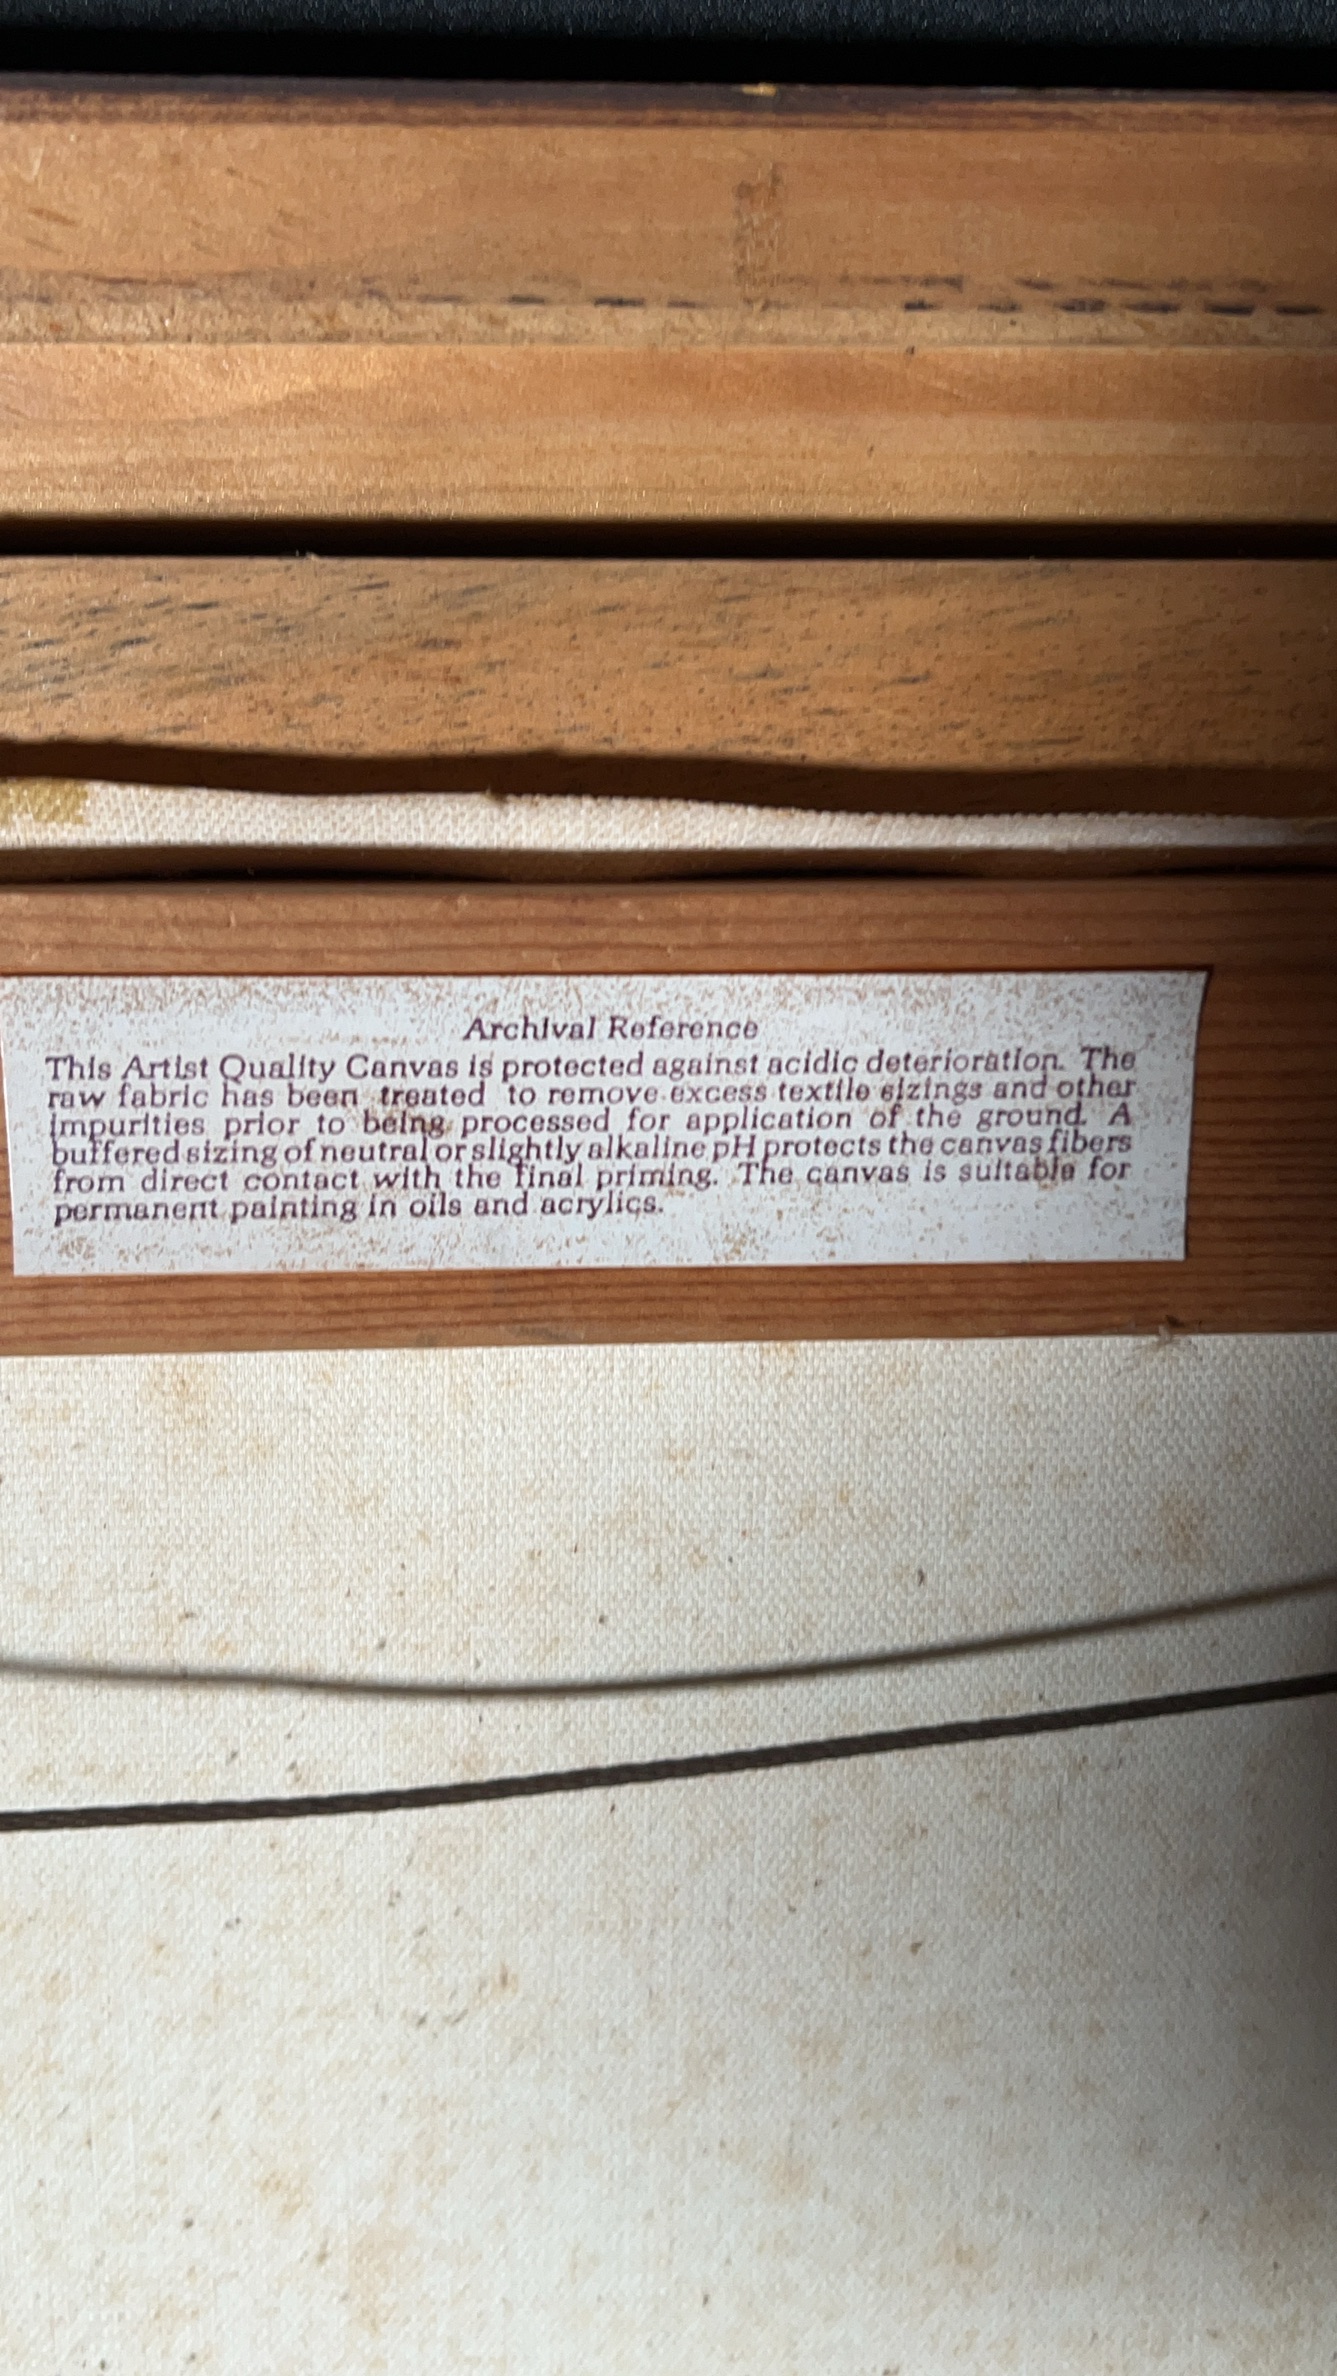 Archival Reference
This Artist Quality Canvas is protected against acidic deterioration. The
raw fabric has been treated to remove excess textile sizings and other
impurities prior to being processed for application of the ground. A
buffered sizing of neutral or slightly alkaline pH protects the canvas fibers
from direct contact with the final priming. The canvas is suitable for
permanent painting in oils and acrylics.